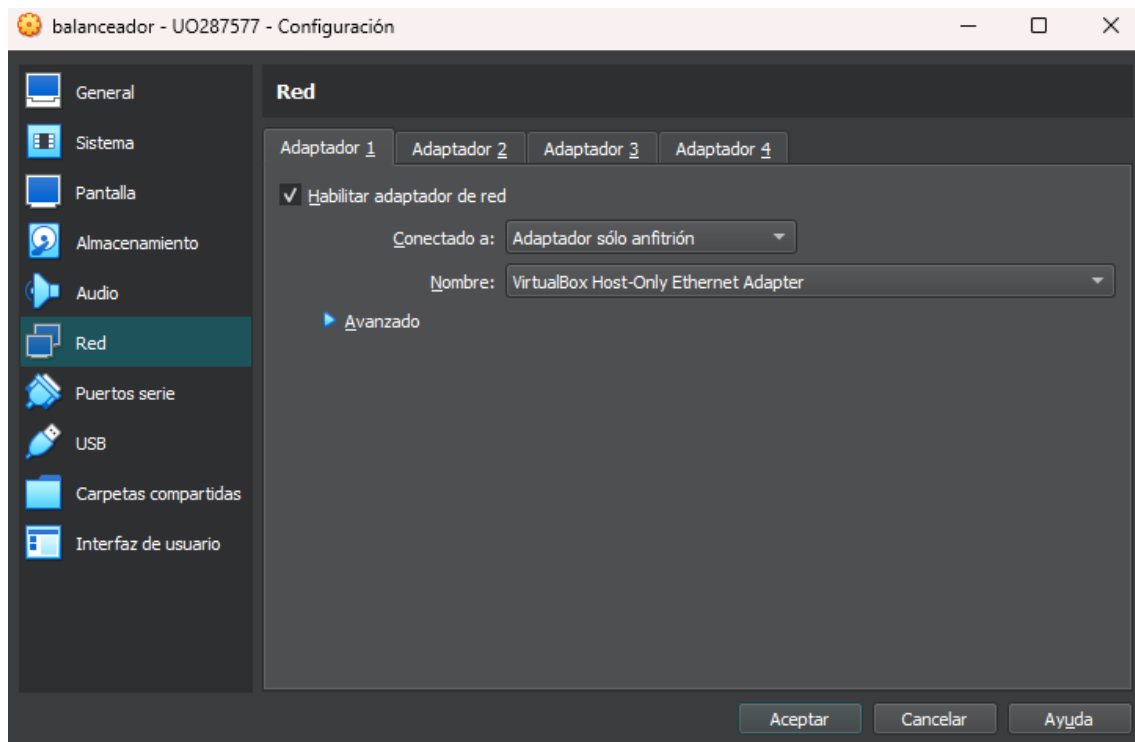 balanceador - UO287577 - Configuración
General
Sistema
Pantalla
Almacenamiento
Audio
Red
Puertos serie
USB
Carpetas compartidas
Interfaz de usuario
Red
Adaptador 1 Adaptador 2 Adaptador 3 Adaptador 4
Habilitar adaptador de red
Conectado a: Adaptador sólo anfitrión
Nombre: VirtualBox Host-Only Ethernet Adapter
Avanzado
Aceptar Cancelar Ayuda